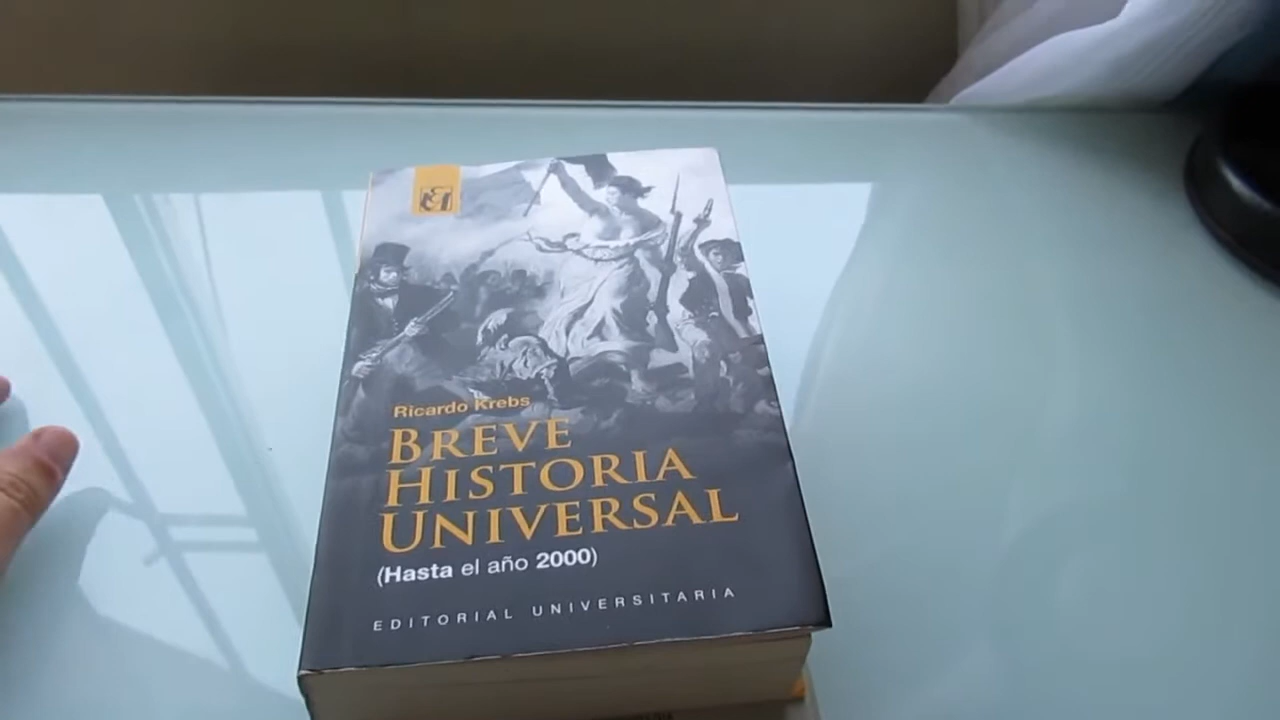 Ricardo Krebs
BREVE
HISTORIA
UNIVERSAL
(Hasta el año 2000)
EDITORIAL UNIVERSITARIA